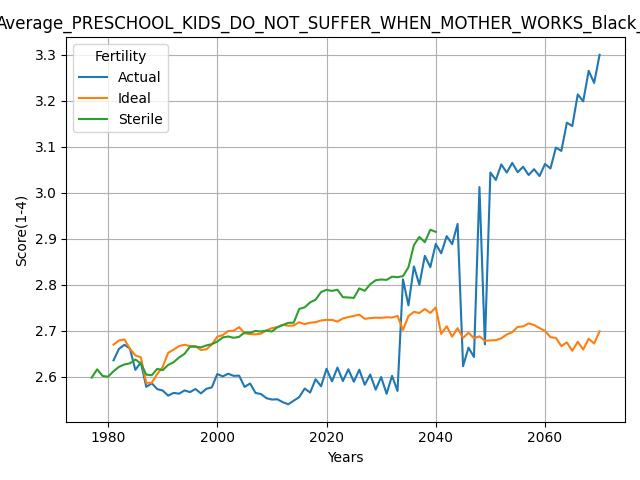 Average_PRESCHOOL_KIDS_DO_NOT_SUFFER_WHEN_MOTHER_WORKS_Black_
Fertility
Actual
Ideal
Sterile
3.3
3.2
3.1
3.0
2.9
2.8
2.7
2.6
Score(1-4)
1980 2000 2020 2040 2060
Years